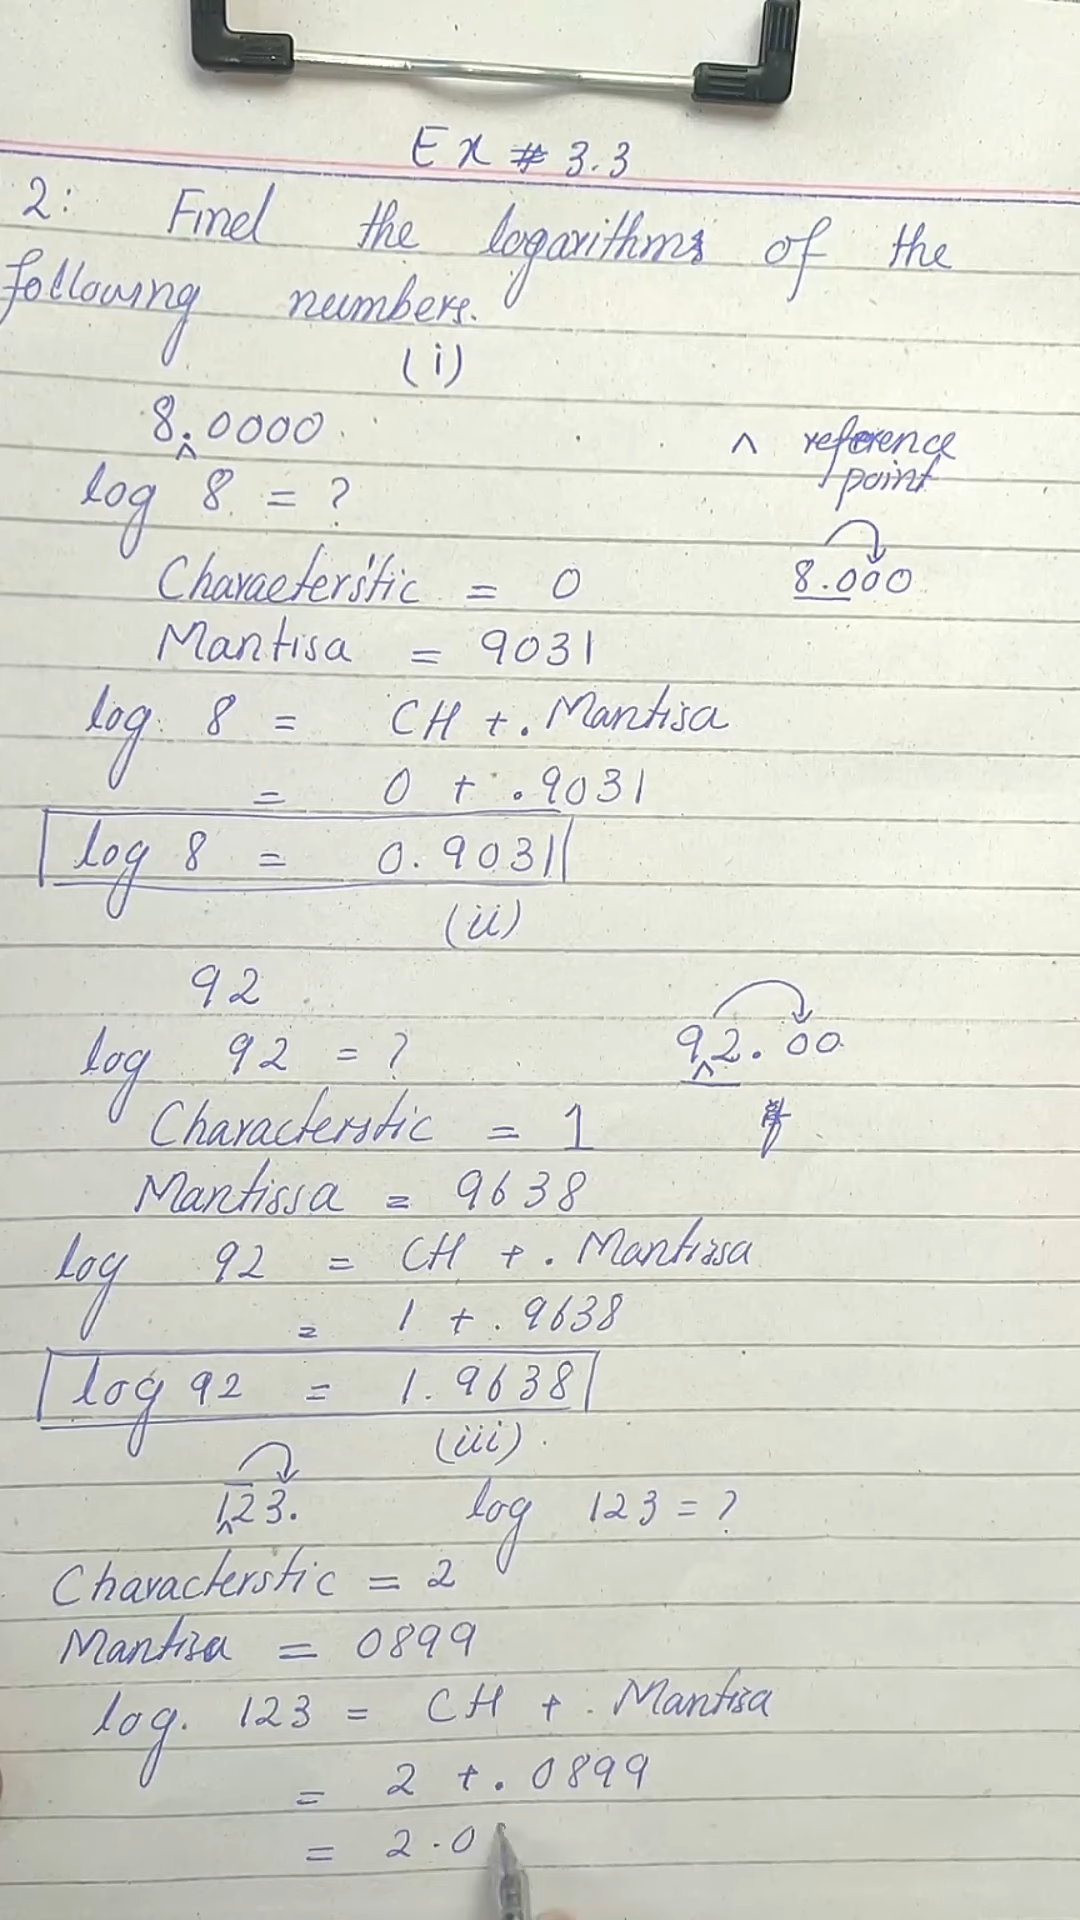 Ex # 3.3
2: Find the logarithms of the
following numbers.
(i)
8.0000
^ reference
point
log 8 = ?
8.000
Characteristic = 0
Mantisa = 9031
log. 8 = CH + . Mantisa
= 0 + .9031
log 8 = 0.9031
(ii)
92
92.00
log 92 = ?
Characterstic = 1
Mantissa = 9638
log 92 = CH + . Mantissa
= 1 + .9638
log 92 = 1.9638
(iii).
123. log 123 = ?
Characterstic = 2
Mantisa = 0899
log. 123 = CH + . Mantisa
= 2 + .0899
= 2.0